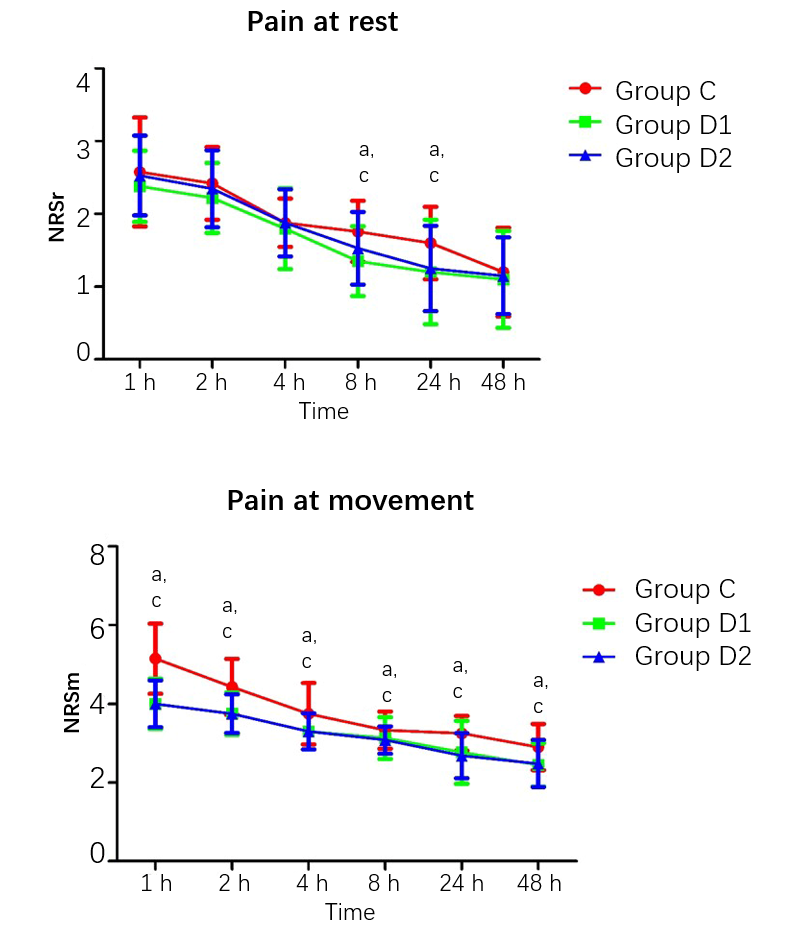 Pain at rest
4
3
2
1
0
NRSr
a,
c
a,
c
Group C
Group D1
Group D2
1 h 2 h 4 h 8 h 24 h 48 h
Time
Pain at movement
8
6
4
2
0
NRSm
a,
c
a,
c
a,
c
a,
c
a,
c
a,
c
Group C
Group D1
Group D2
1 h 2 h 4 h 8 h 24 h 48 h
Time